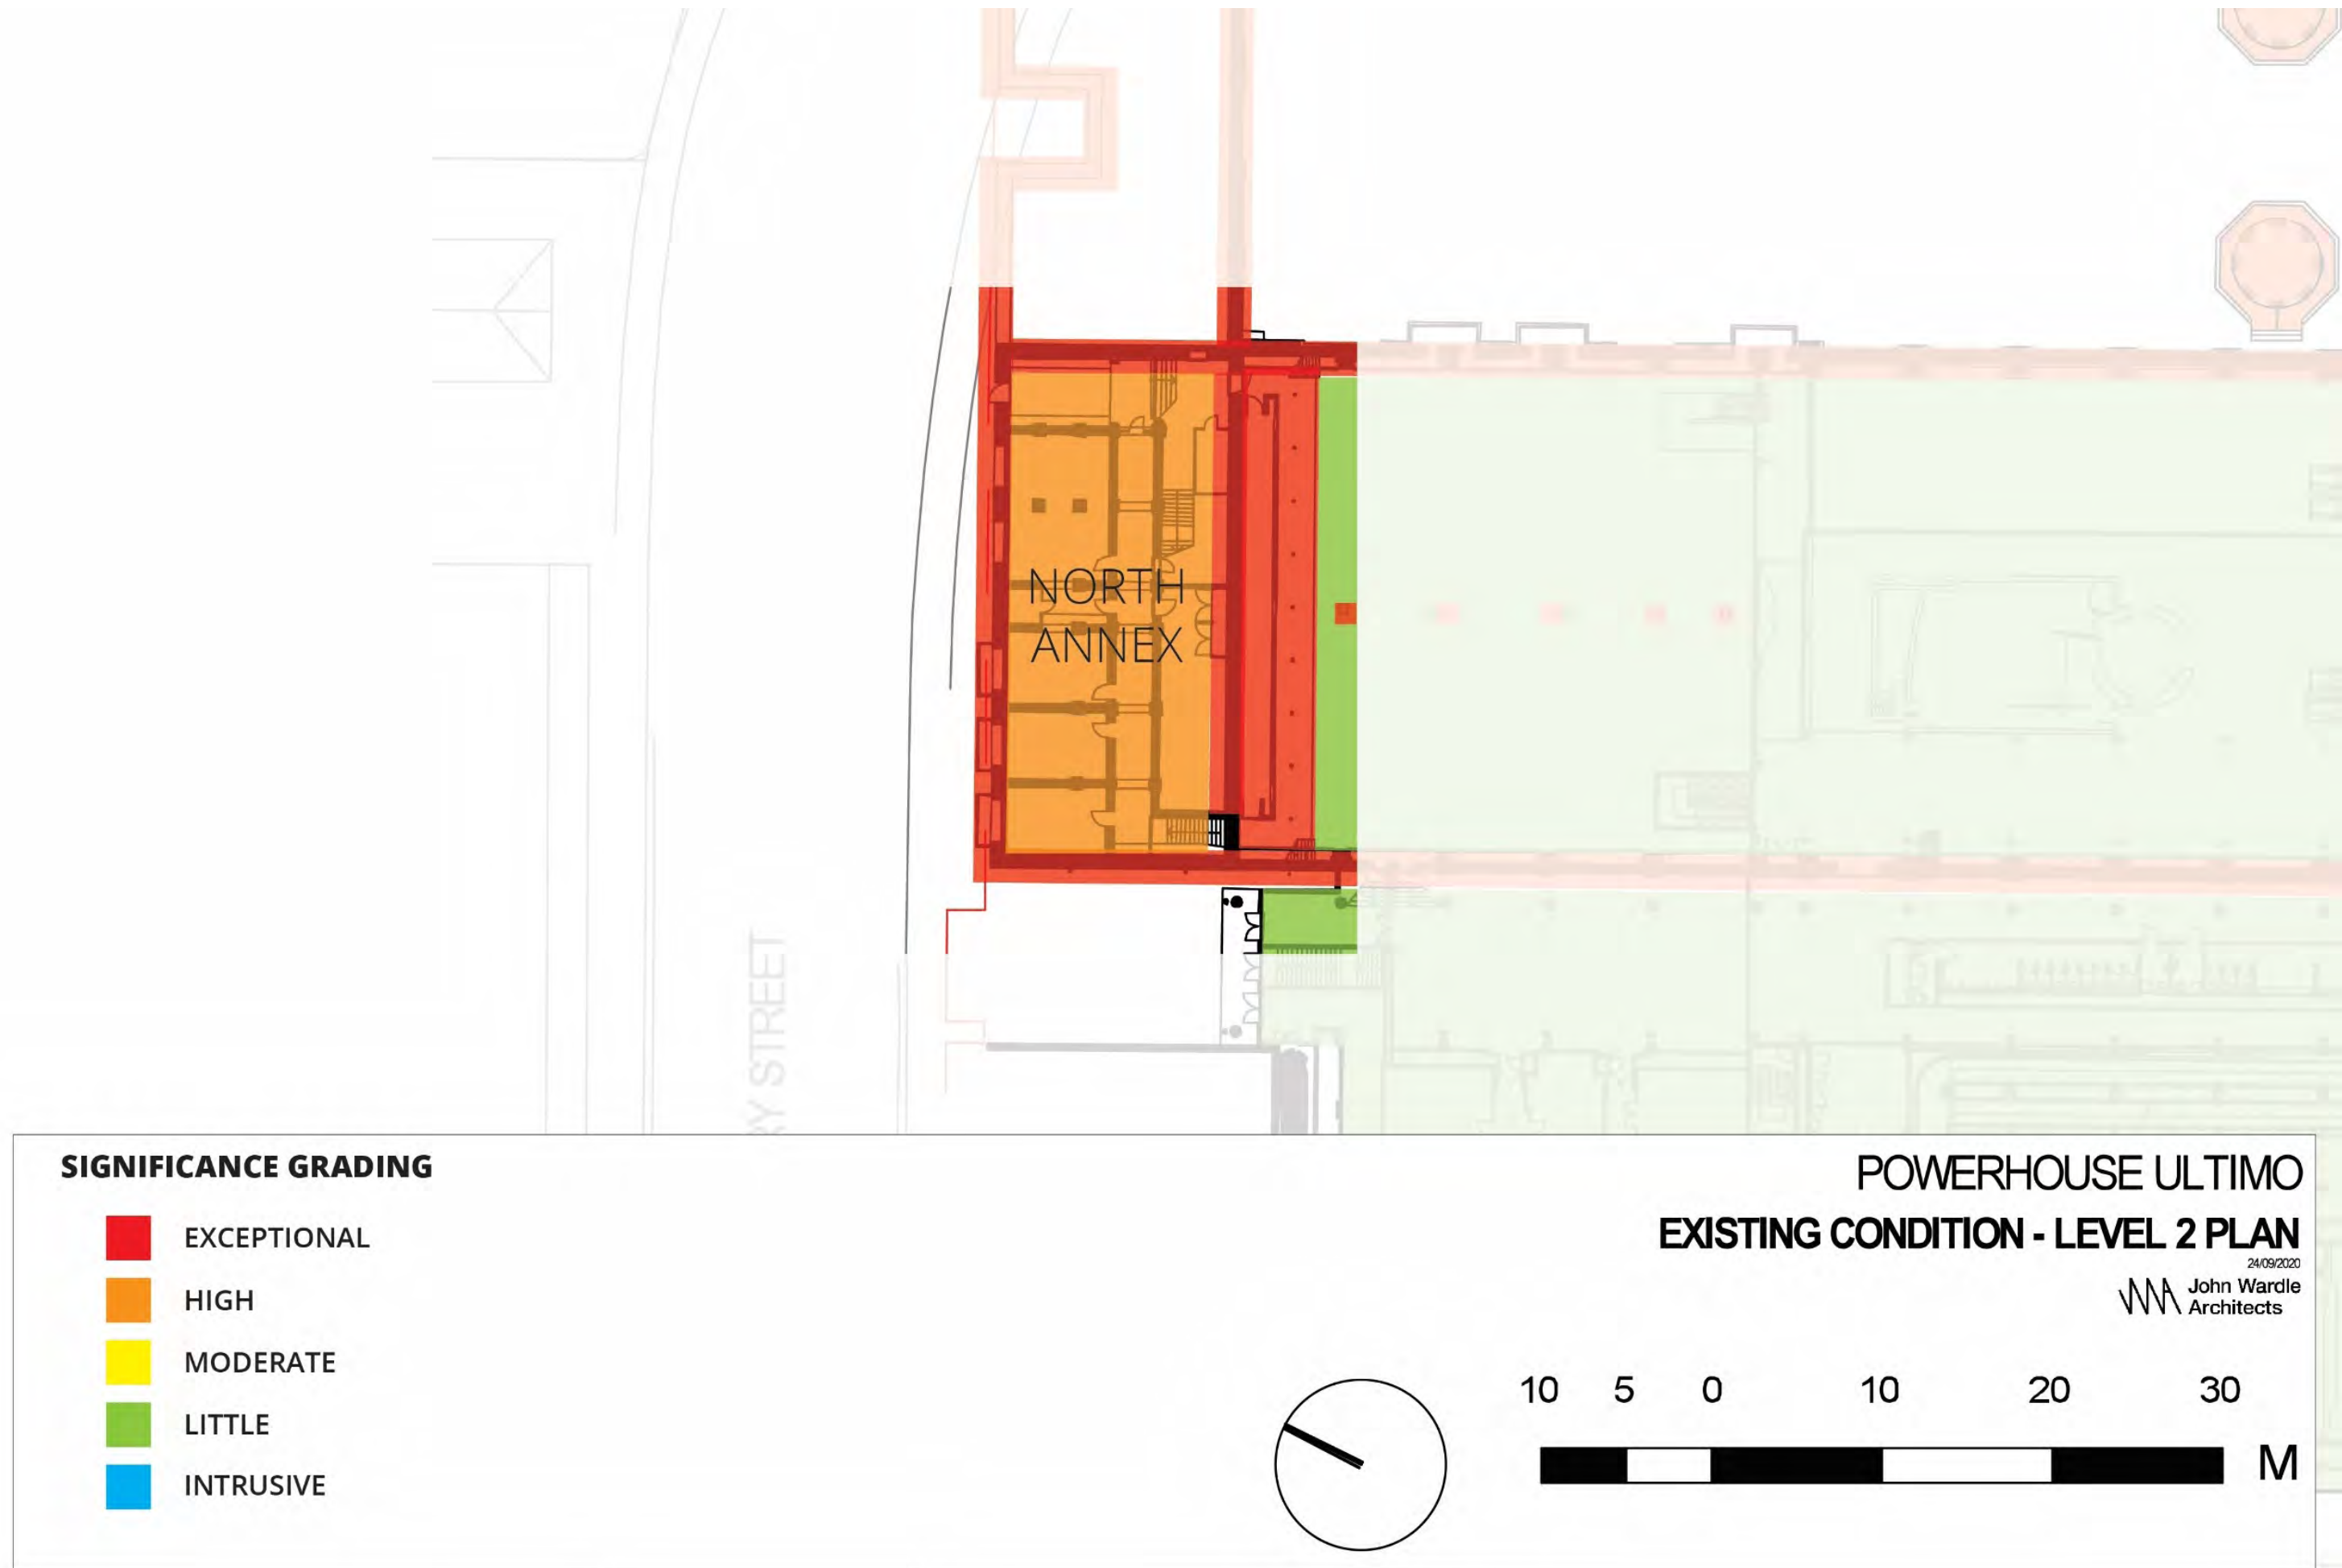 NORTH
ANNEX
RY STREET
SIGNIFICANCE GRADING
EXCEPTIONAL
HIGH
MODERATE
LITTLE
INTRUSIVE
POWERHOUSE ULTIMO
EXISTING CONDITION - LEVEL 2 PLAN
24/09/2020
John Wardle
Architects
10 5 0 10 20 30
M